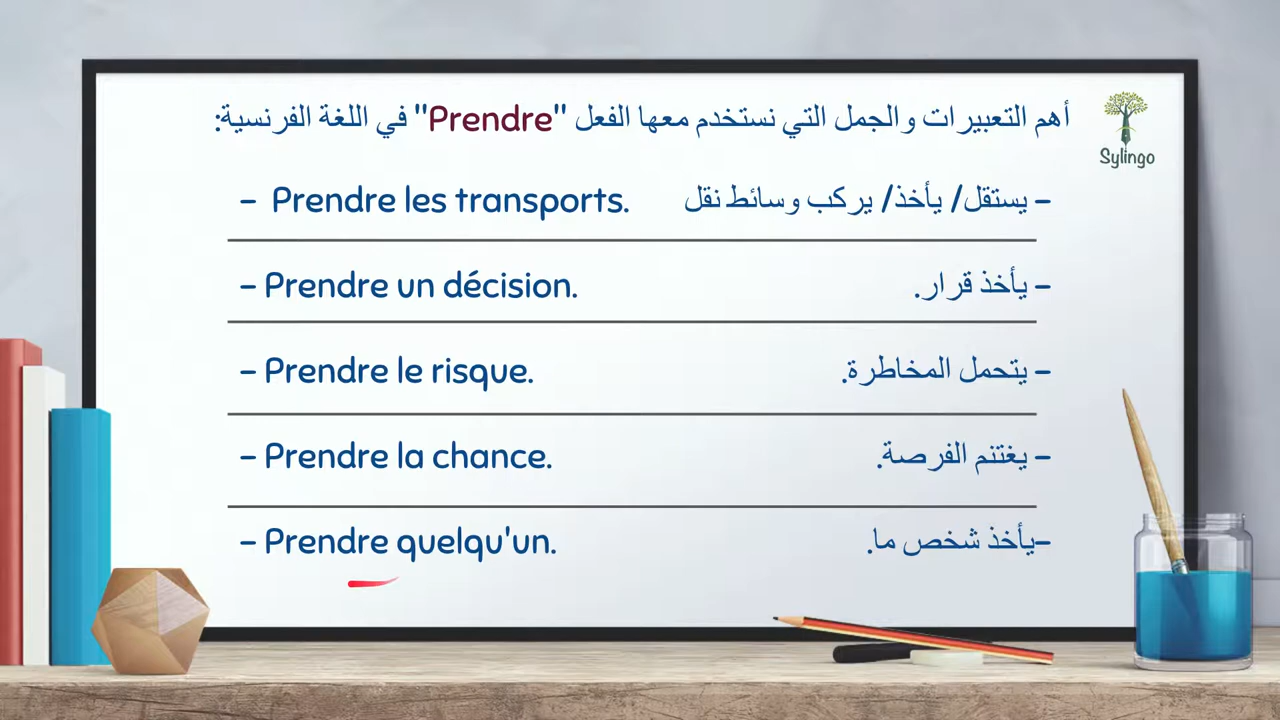 أهم التعبيرات والجمل التي نستخدم معها الفعل "Prendre" في اللغة الفرنسية:
Sylingo
- Prendre les transports. - يستقل/ يأخذ/ يركب وسائط نقل
- Prendre un décision. - يأخذ قرار.
- Prendre le risque. - يتحمل المخاطرة.
- Prendre la chance. - يغتنم الفرصة.
- Prendre quelqu'un. -يأخذ شخص ما.